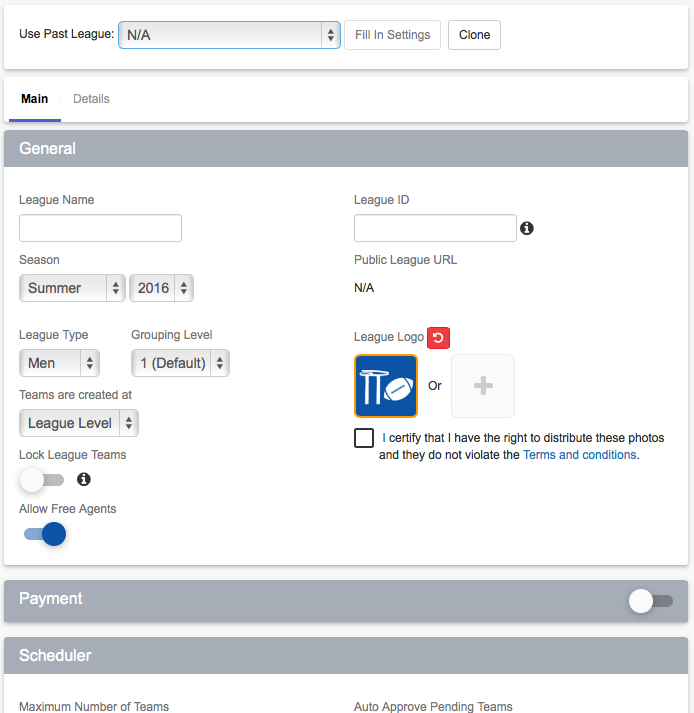 Use Past League: N/A Fill In Settings Clone
Main Details
General
League Name League ID
Season Public League URL
Summer 2016 N/A
League Type Grouping Level League Logo
Men 1 (Default)
Or
Teams are created at
League Level
I certify that I have the right to distribute these photos
and they do not violate the Terms and conditions.
Lock League Teams
Allow Free Agents
Payment
Scheduler
Maximum Number of Teams Auto Approve Pending Teams